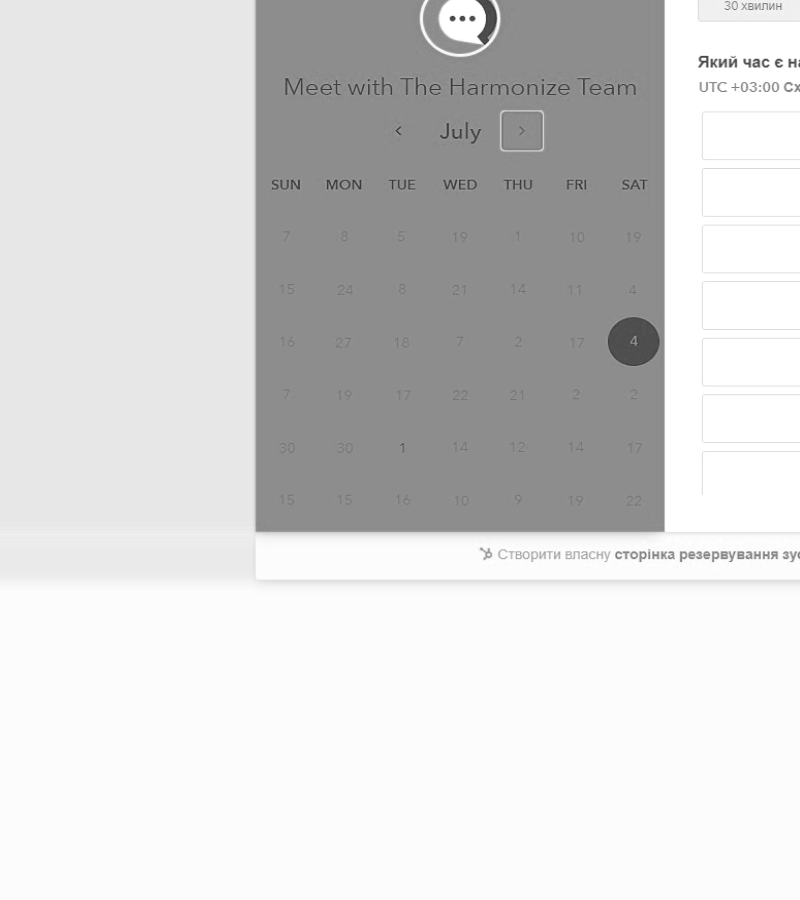 30 хвилин
Який час є на
UTC +03:00 Сх
Meet with The Harmonize Team
July
SUN MON TUE WED THU FRI SAT
7 8 5 19 1 10 19
15 24 8 21 14 11 4
16 27 18 7 2 17 4
7 19 17 22 21 2 2
30 30 1 14 12 14 17
15 15 16 10 9 19 22
Створити власну сторінка резервування зус